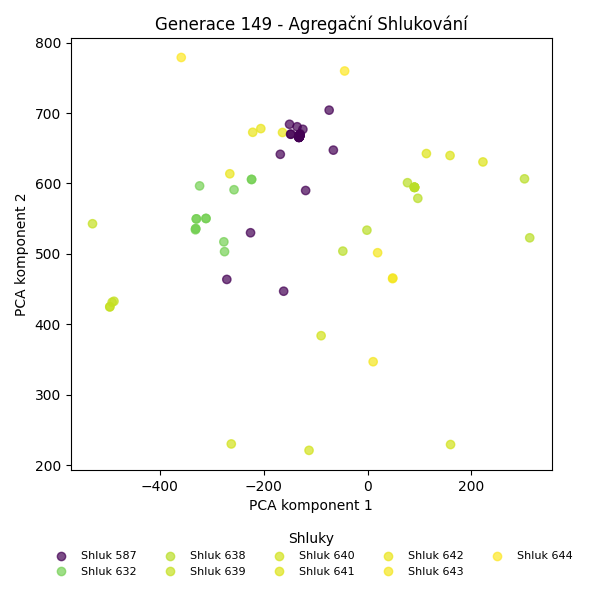 Generace 149 - Agregační Shlukování
800
700
600
500
400
300
200
PCA komponent 2
−400 −200 0 200
PCA komponent 1
Shluky
Shluk 587 Shluk 638 Shluk 640 Shluk 642 Shluk 644
Shluk 632 Shluk 639 Shluk 641 Shluk 643